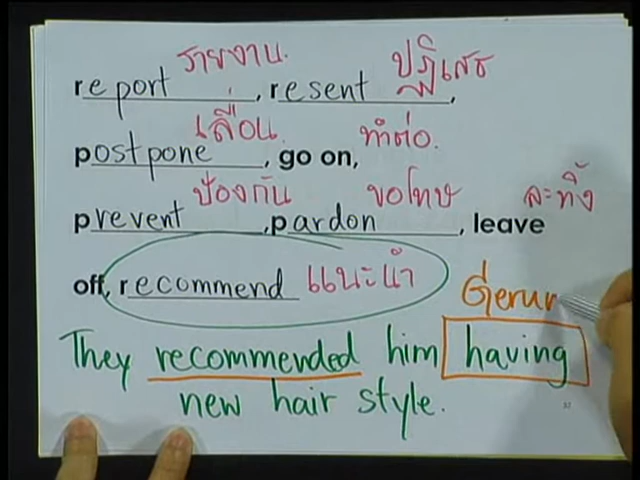 รายงาน. ปฏิเสธ
report, resent,
เลื่อน. ทำต่อ.
postpone, go on,
ป้องกัน ขอโทษ ละทิ้ง
prevent, pardon, leave
off, recommend แนะนำ
Gerun
They recommended him having
new hair style.